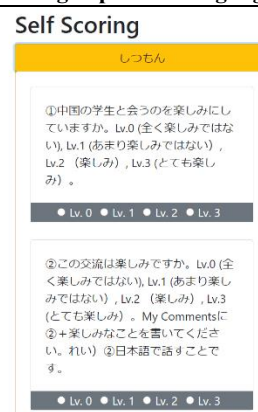 Self Scoring
しつもん
①中国の学生と会うのを楽しみにし
ていますか。Lv.0 (全く楽しみではな
い), Lv.1 (あまり楽しみではない） ,
Lv.2 （楽しみ）, Lv.3 (とても楽し
み）。
Lv. 0 Lv. 1 Lv. 2 Lv. 3
②この交流は楽しみですか。Lv.0 (全
く楽しみではない), Lv.1 (あまり楽し
みではない） , Lv.2 （楽しみ）, Lv.3
(とても楽しみ）。My Commentsに
②＋楽しみなことを書いてくださ
い。れい）②日本語で話すことで
す。
Lv. 0 Lv. 1 Lv. 2 Lv. 3